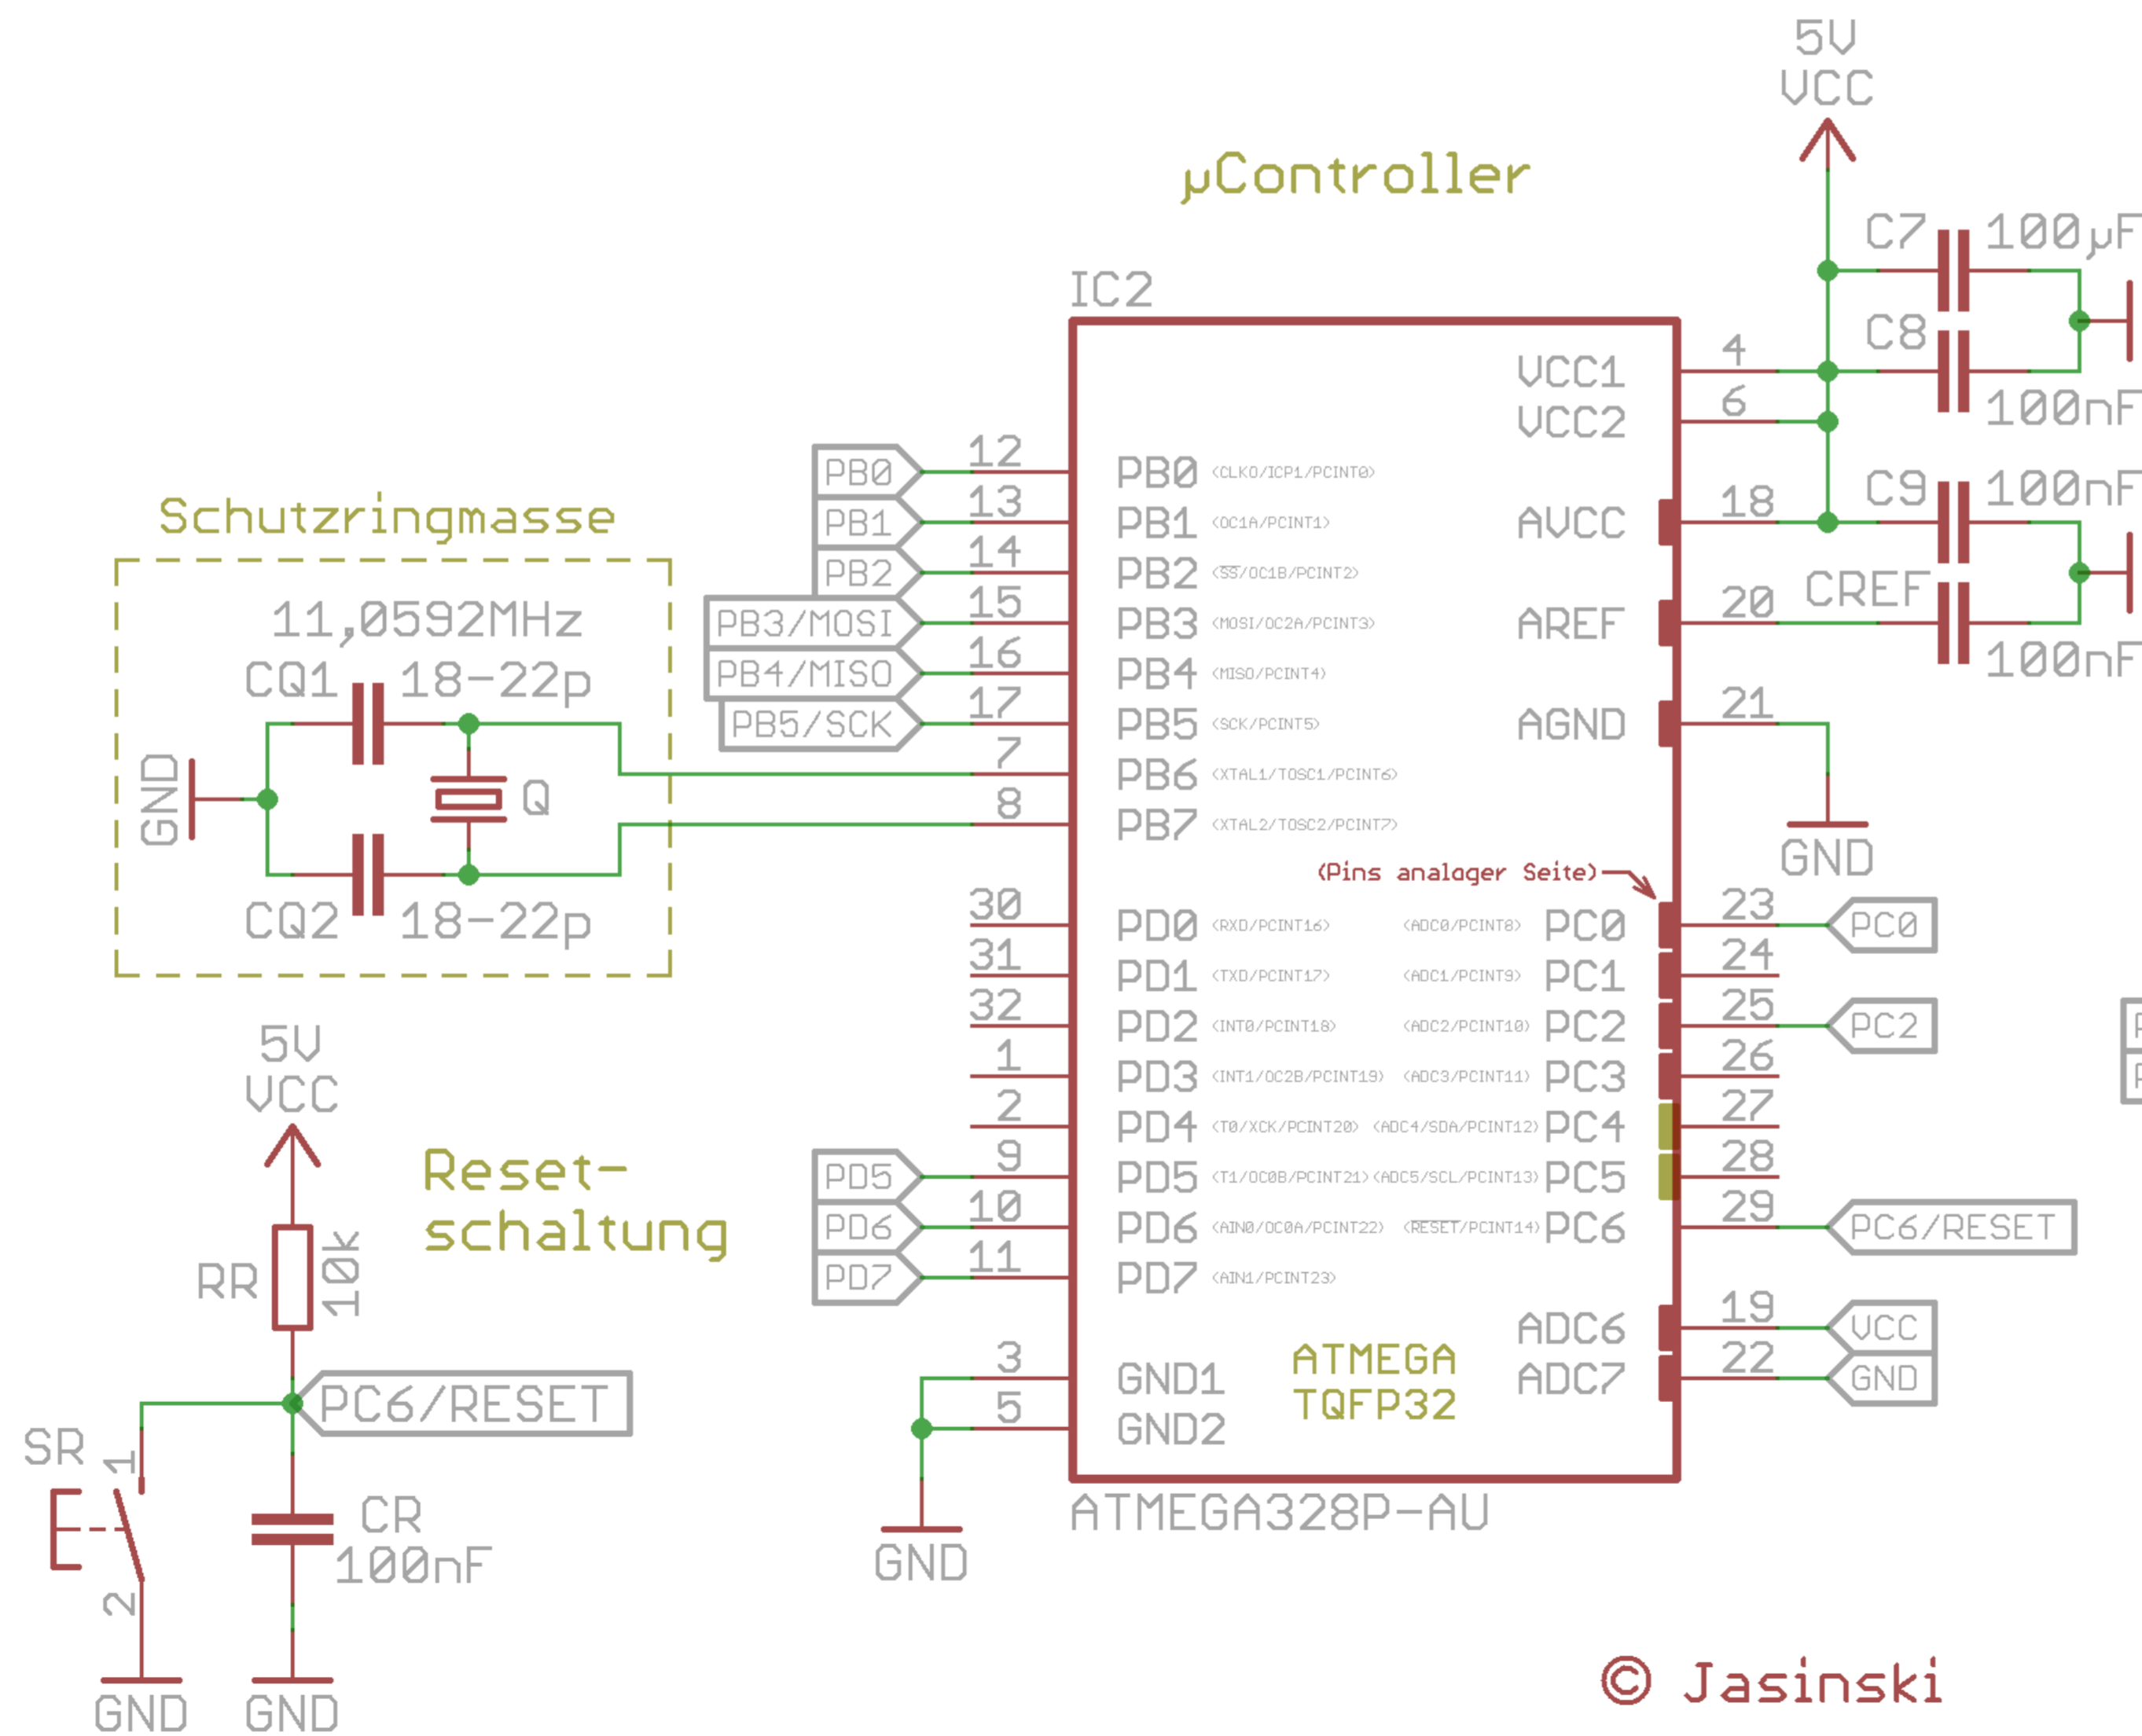 5V
VCC
µController
C7 100µF
IC2
C8
100nF
VCC1 4
VCC2 6
C9 100nF
AVCC 18
CREF
100nF
AREF 20
AGND 21
GND
PB0 12 PB0 (CLKO/ICP1/PCINT0)
PB1 13 PB1 (OC1A/PCINT1)
PB2 14 PB2 (SS/OC1B/PCINT2)
PB3/MOSI 15 PB3 (MOSI/OC2A/PCINT3)
PB4/MISO 16 PB4 (MISO/PCINT4)
PB5/SCK 17 PB5 (SCK/PCINT5)
7 PB6 (XTAL1/TOSC1/PCINT6)
8 PB7 (XTAL2/TOSC2/PCINT7)
Schutzringmasse
11,0592MHz
CQ1 18-22p
GND
Q
CQ2 18-22p
(Pins analoger Seite)
30 PD0 (RXD/PCINT16) (ADC0/PCINT8) PC0 23 PC0
31 PD1 (TXD/PCINT17) (ADC1/PCINT9) PC1 24
32 PD2 (INT0/PCINT18) (ADC2/PCINT10) PC2 25 PC2
1 PD3 (INT1/OC2B/PCINT19) (ADC3/PCINT11) PC3 26
2 PD4 (T0/XCK/PCINT20) (ADC4/SDA/PCINT12) PC4 27
PD5 9 PD5 (T1/OC0B/PCINT21) (ADC5/SCL/PCINT13) PC5 28
PD6 10 PD6 (AIN0/OC0A/PCINT22) (RESET/PCINT14) PC6 29 PC6/RESET
PD7 11 PD7 (AIN1/PCINT23)
ADC6 19 VCC
ADC7 22 GND
3 GND1
5 GND2
GND
ATMEGA
TQFP32
ATMEGA328P-AU
5V
VCC
Reset-
schaltung
RR 10k
PC6/RESET
SR 1
2
CR
100nF
GND
GND
© Jasinski